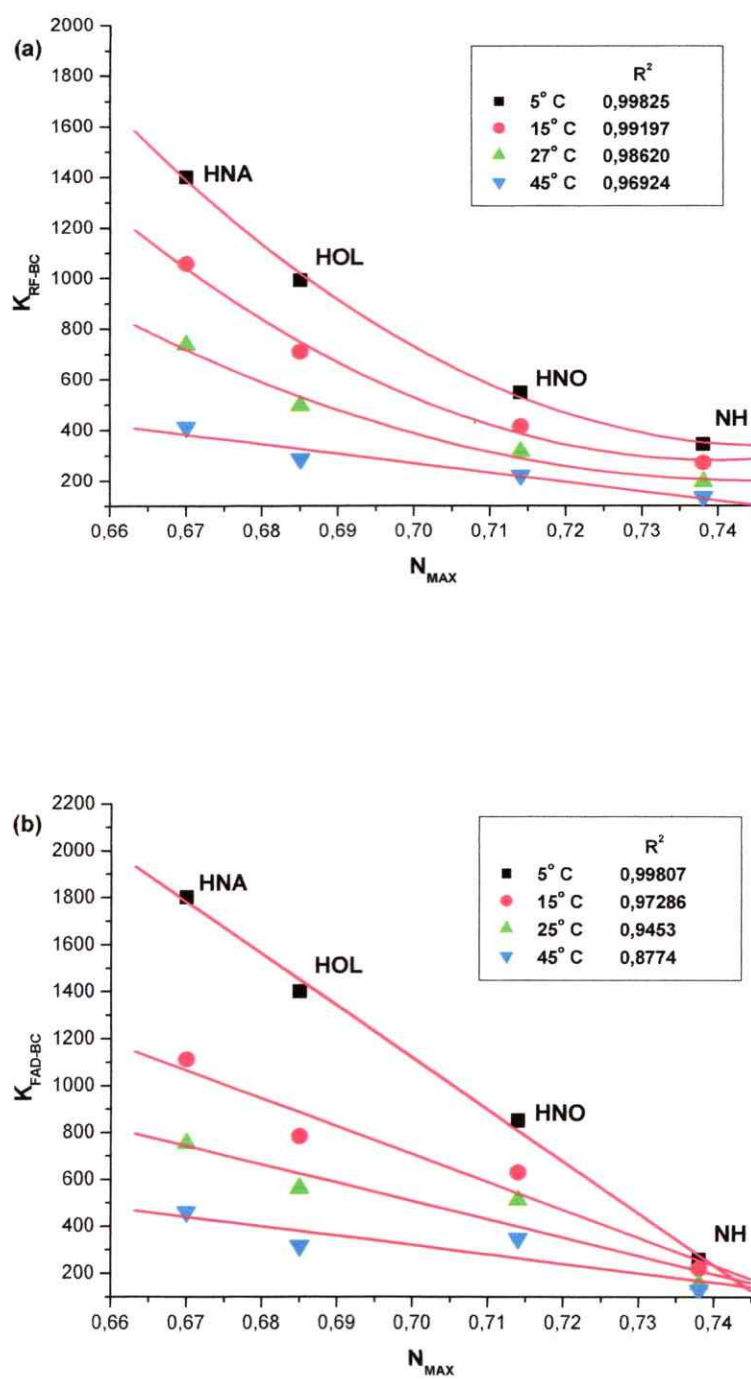 (a)
K_RF-BC
2000
1800
1600
1400
1200
1000
800
600
400
200
R²
5° C 0,99825
15° C 0,99197
27° C 0,98620
45° C 0,96924
HNA
HOL
HNO
NH
0,66 0,67 0,68 0,69 0,70 0,71 0,72 0,73 0,74
N_MAX
(b)
K_FAD-BC
2200
2000
1800
1600
1400
1200
1000
800
600
400
200
R²
5° C 0,99807
15° C 0,97286
25° C 0,9453
45° C 0,8774
HNA
HOL
HNO
NH
0,66 0,67 0,68 0,69 0,70 0,71 0,72 0,73 0,74
N_MAX